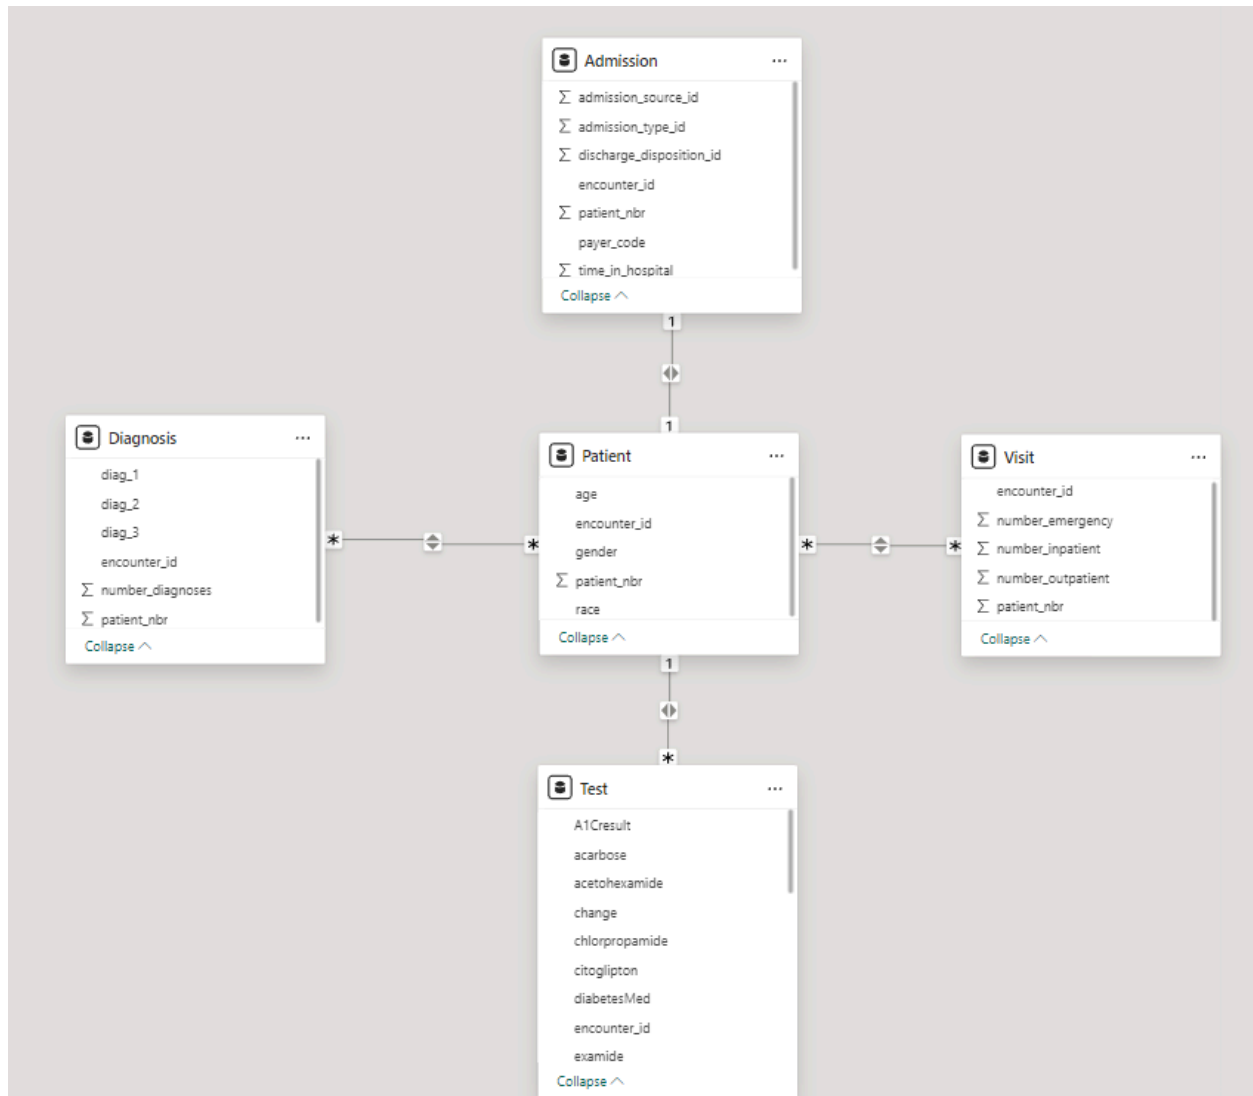 Admission
Σ admission_source_id
Σ admission_type_id
Σ discharge_disposition_id
encounter_id
Σ patient_nbr
payer_code
Σ time_in_hospital
Collapse
1
1
Diagnosis
diag_1
diag_2
diag_3
encounter_id
Σ number_diagnoses
Σ patient_nbr
Collapse
*
*
Patient
age
encounter_id
gender
Σ patient_nbr
race
Collapse
*
*
Visit
encounter_id
Σ number_emergency
Σ number_inpatient
Σ number_outpatient
Σ patient_nbr
Collapse
1
*
Test
A1Cresult
acarbose
acetohexamide
change
chlorpropamide
citoglipton
diabetesMed
encounter_id
examide
Collapse